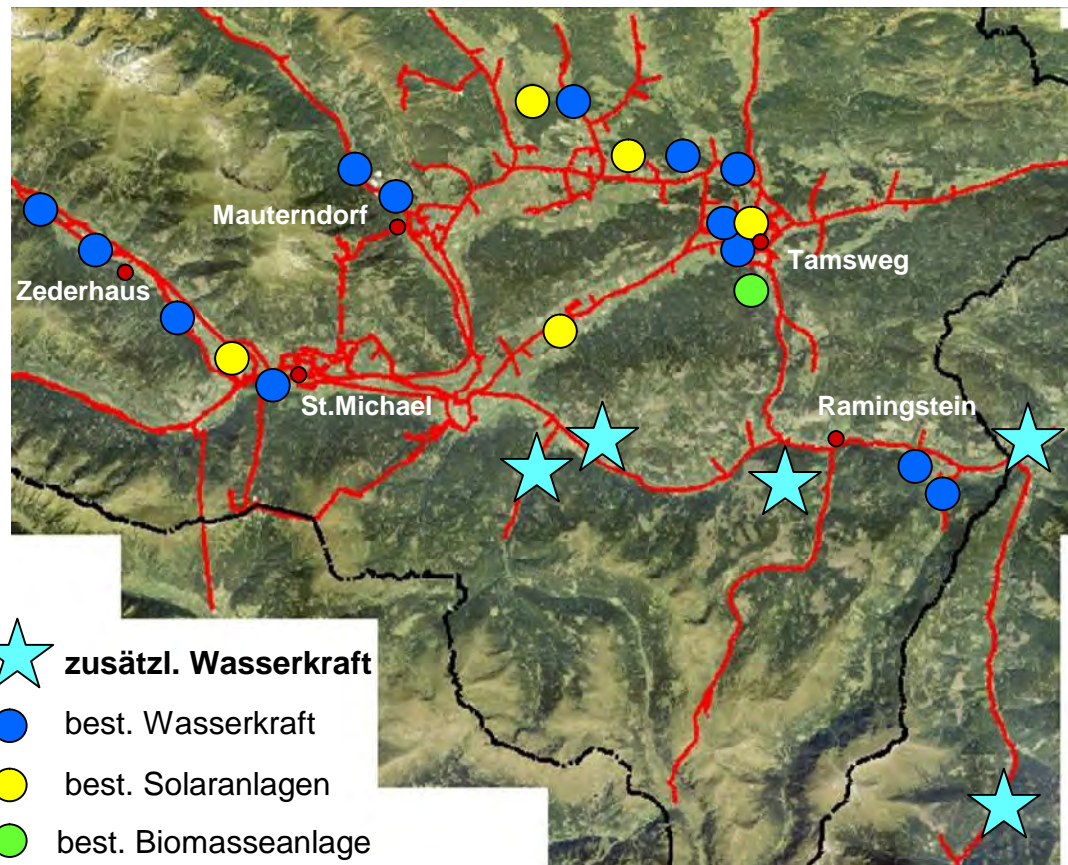 Mauterndorf
Zederhaus
Tamsweg
St.Michael
Ramingstein
zusätzl. Wasserkraft
best. Wasserkraft
best. Solaranlagen
best. Biomasseanlage